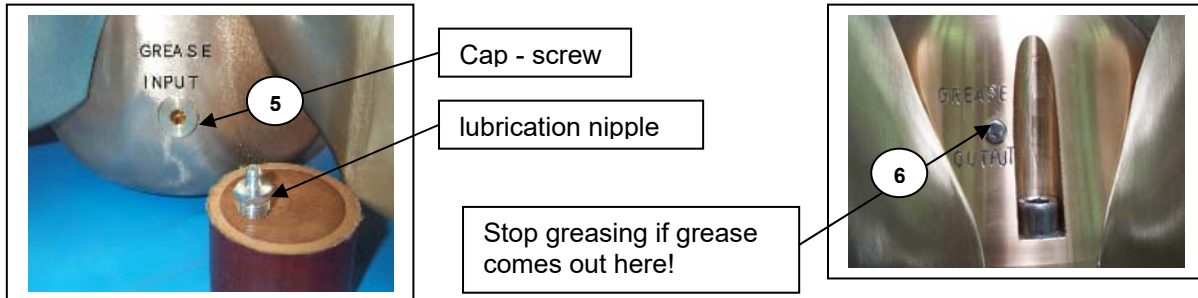 GREASE
INPUT
5
Cap - screw
lubrication nipple
Stop greasing if grease
comes out here!
GREASE
OUTPUT
6